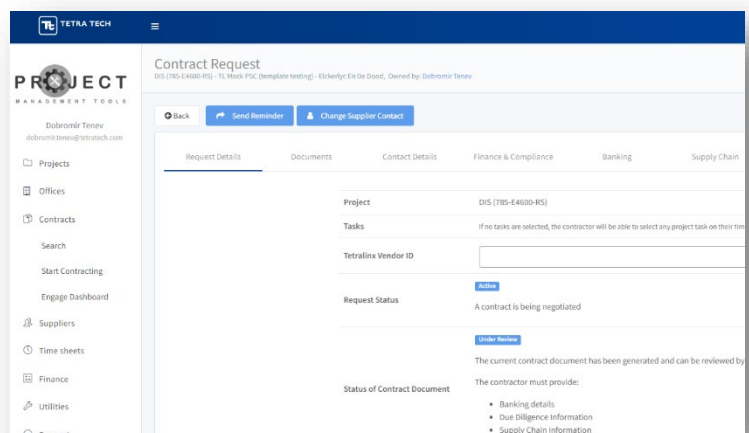 TETRA TECH
PROJECT
MANAGEMENT TOOLS
Dobromir Tenev
dobromir.tenev@tetratech.com
Projects
Offices
Contracts
Search
Start Contracting
Engage Dashboard
Suppliers
Time sheets
Finance
Utilities
Contract Request
DIS (785-E4600-RS) - TL Mock PSC (template testing) - Elckerlyc En De Dood, Owned by: Dobromir Tenev
Back Send Reminder Change Supplier Contact
Request Details Documents Contact Details Finance & Compliance Banking Supply Chain
Project DIS (785-E4600-RS)
Tasks If no tasks are selected, the contractor will be able to select any project task on their
Tetralinx Vendor ID
Request Status Active
A contract is being negotiated
Under Review
The current contract document has been generated and can be reviewed by
Status of Contract Document The contractor must provide:
• Banking details
• Due Diligence Information
• Supply Chain Information